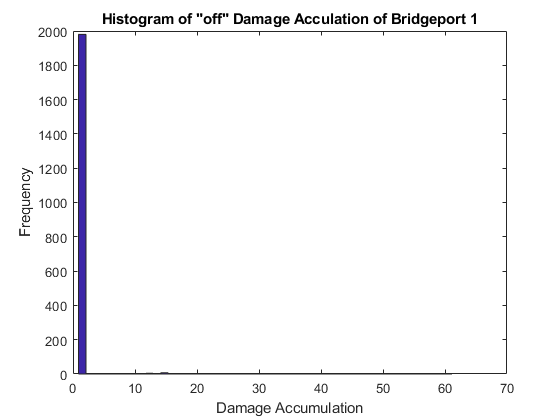 Histogram of "off" Damage Acculation of Bridgeport 1
2000
1800
1600
1400
1200
1000
800
600
400
200
0
Frequency
0 10 20 30 40 50 60 70
Damage Accumulation